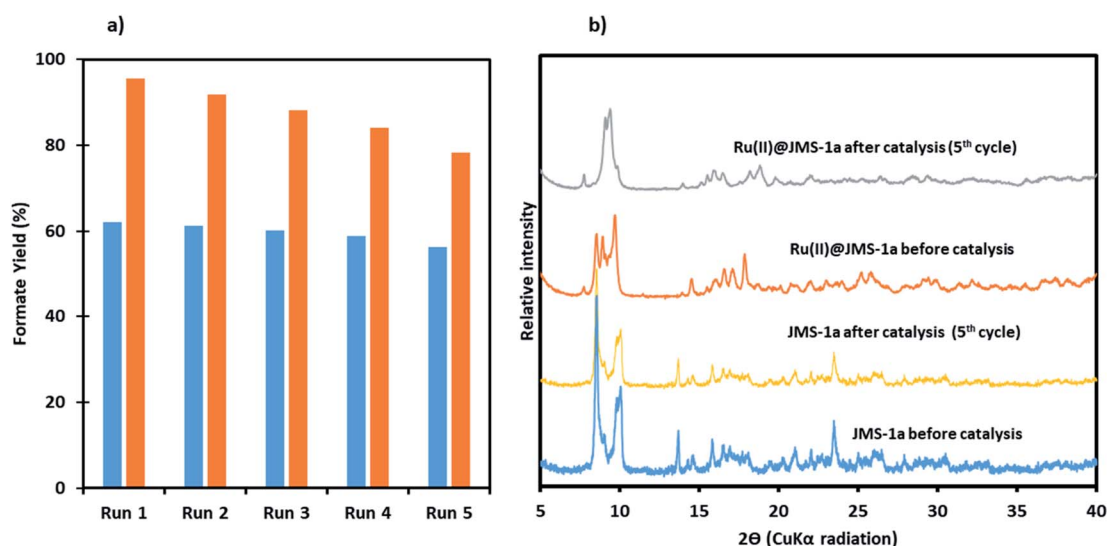 a)
Formate Yield (%)
100
80
60
40
20
0
Run 1 Run 2 Run 3 Run 4 Run 5
b)
Relative intensity
Ru(II)@JMS-1a after catalysis (5th cycle)
Ru(II)@JMS-1a before catalysis
JMS-1a after catalysis (5th cycle)
JMS-1a before catalysis
5 10 15 20 25 30 35 40
2Θ (CuKα radiation)